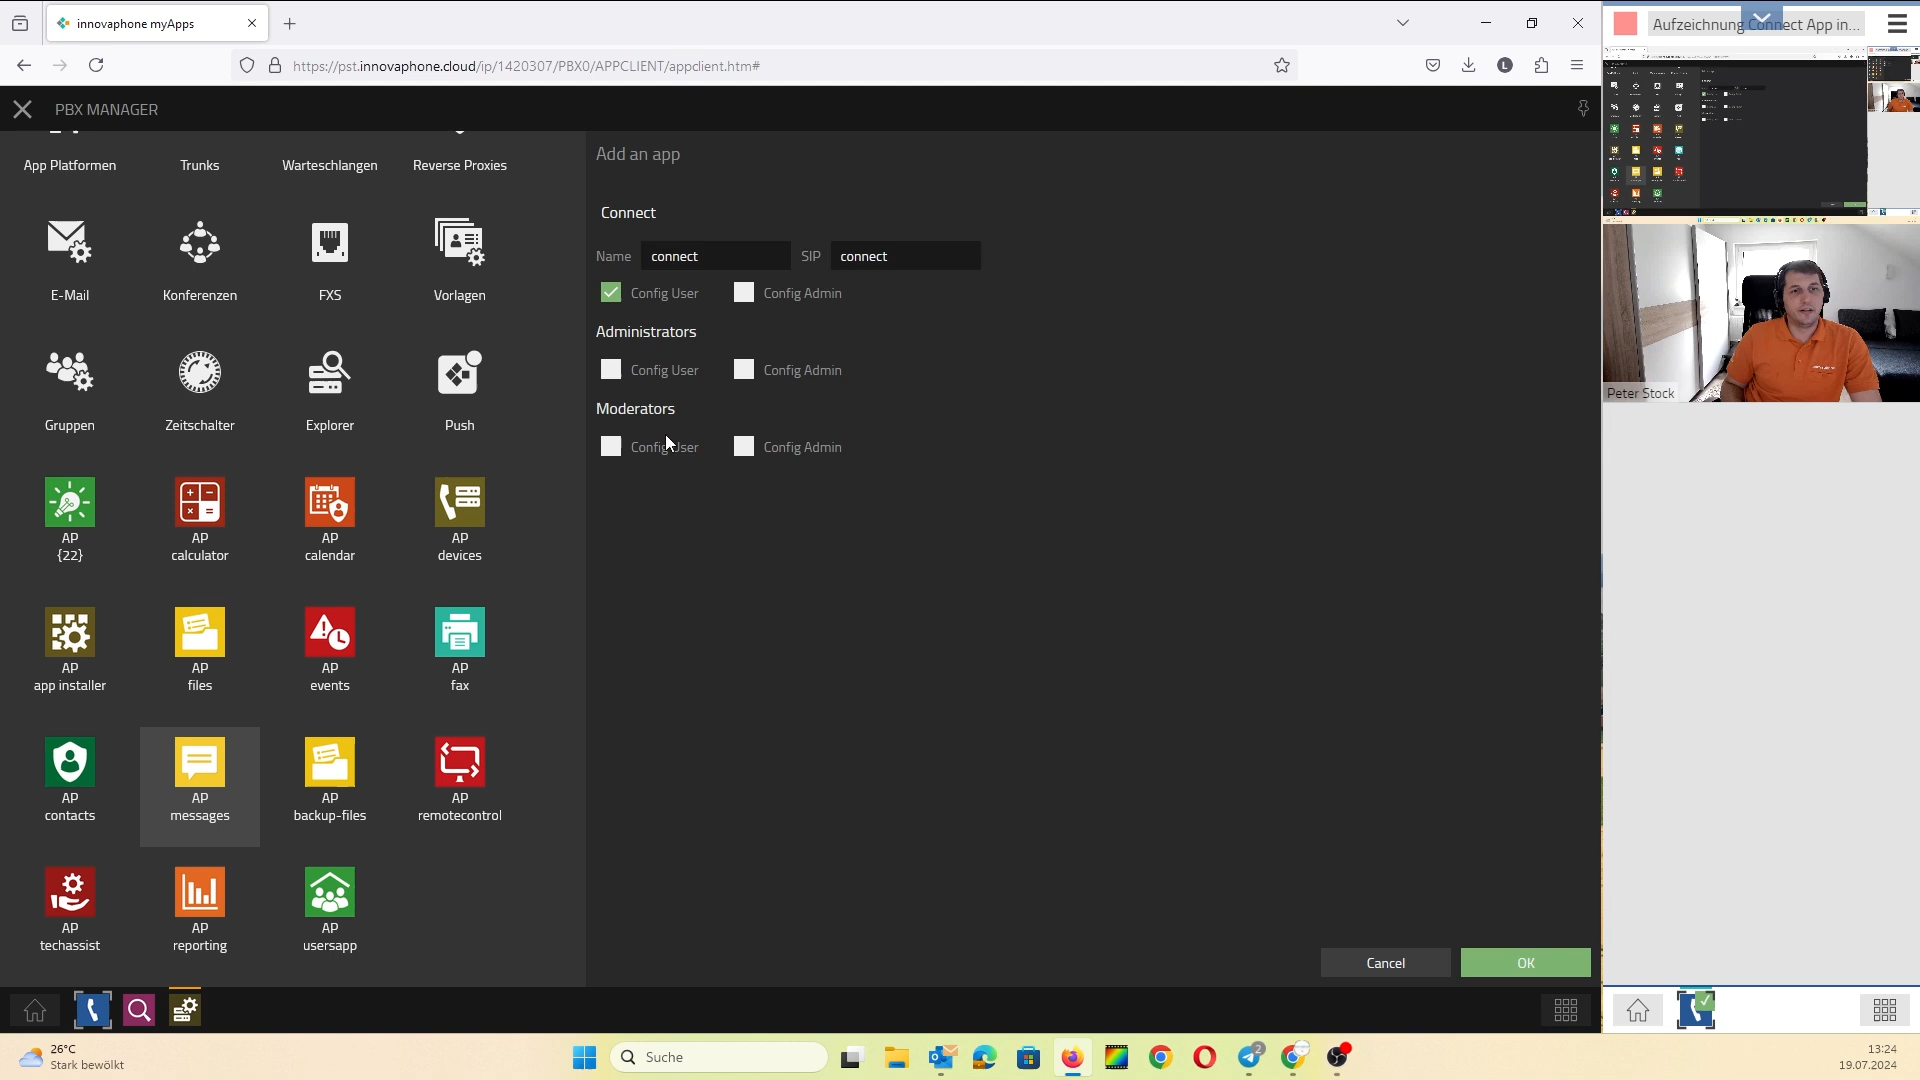 innovaphone myApps
https://pst.innovaphone.cloud/ip/1420307/PBX0/APPCLIENT/appclient.htm#
L
Aufzeichnung Connect App in...
PBX MANAGER
App Platformen
Trunks
Warteschlangen
Reverse Proxies
E-Mail
Konferenzen
FXS
Vorlagen
Gruppen
Zeitschalter
Explorer
Push
AP
{22}
AP
calculator
AP
calendar
AP
devices
AP
app installer
AP
files
AP
events
AP
fax
AP
contacts
AP
messages
AP
backup-files
AP
remotecontrol
AP
techassist
AP
reporting
AP
usersapp
Add an app
Connect
Name connect SIP connect
Config User Config Admin
Administrators
Config User Config Admin
Moderators
Config User Config Admin
Cancel OK
Peter Stock
26°C
Stark bewölkt
Suche
2
13:24
19.07.2024